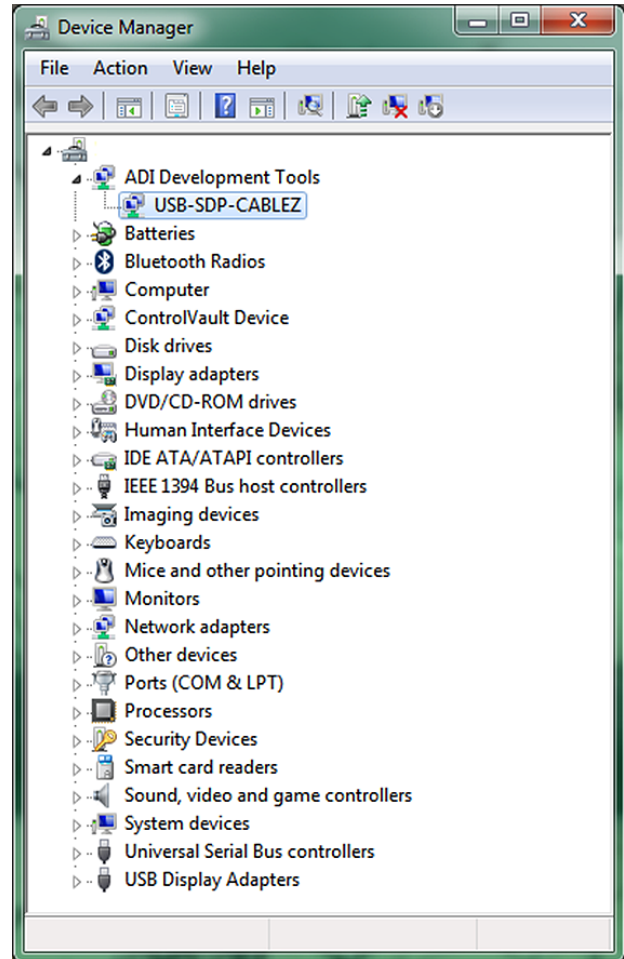 Device Manager
File Action View Help
ADI Development Tools
USB-SDP-CABLEZ
Batteries
Bluetooth Radios
Computer
ControlVault Device
Disk drives
Display adapters
DVD/CD-ROM drives
Human Interface Devices
IDE ATA/ATAPI controllers
IEEE 1394 Bus host controllers
Imaging devices
Keyboards
Mice and other pointing devices
Monitors
Network adapters
Other devices
Ports (COM & LPT)
Processors
Security Devices
Smart card readers
Sound, video and game controllers
System devices
Universal Serial Bus controllers
USB Display Adapters